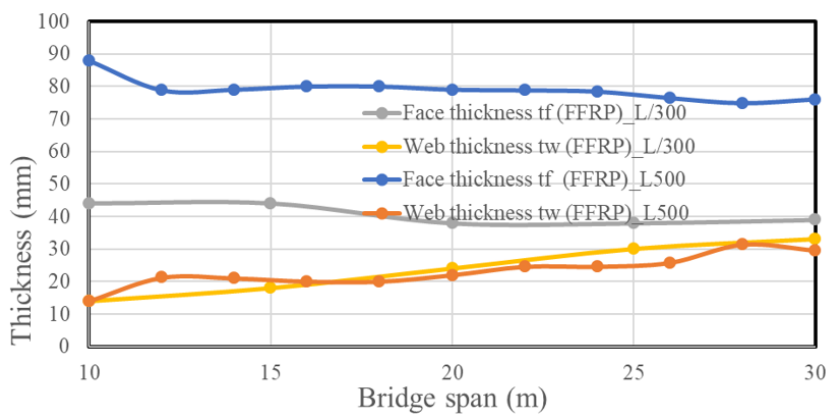 100
90
80
70
60
50
40
30
20
10
0
Thickness (mm)
Face thickness tf (FFRP)_L/300
Web thickness tw (FFRP)_L/300
Face thickness tf (FFRP)_L500
Web thickness tw (FFRP)_L500
10 15 20 25 30
Bridge span (m)